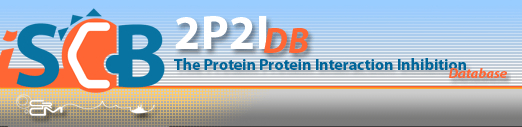 iSCB
2P2I DB
The Protein Protein Interaction Inhibition
Database